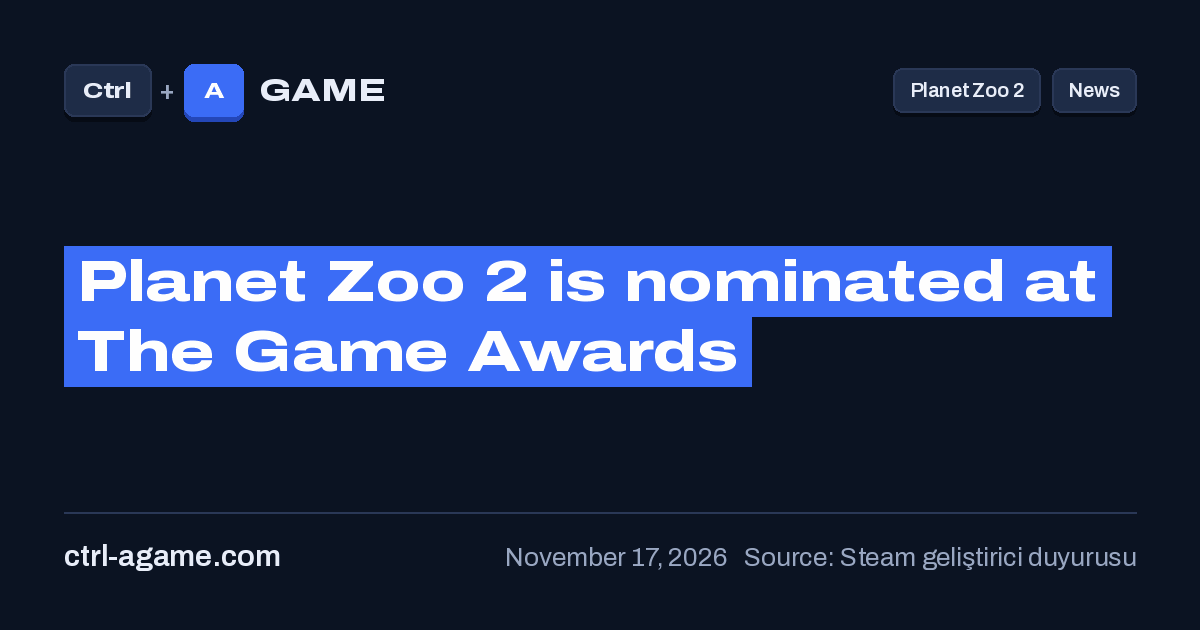 Ctrl + A GAME
Planet Zoo 2 News
Planet Zoo 2 is nominated at
The Game Awards
ctrl-agame.com November 17, 2026 Source: Steam geliştirici duyurusu